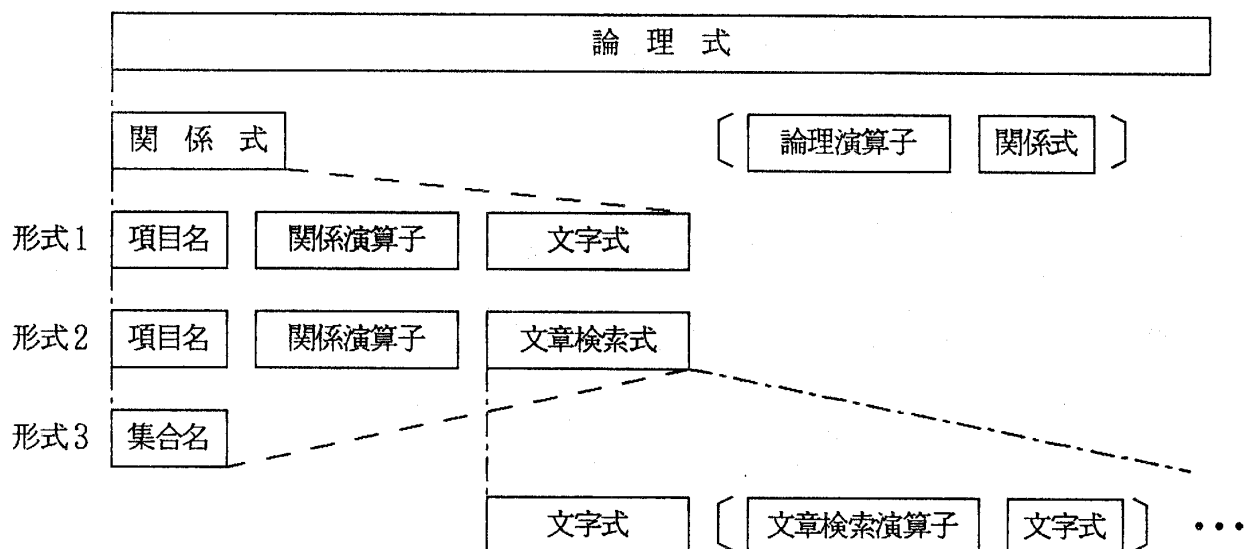 論理式
関係式 〔 論理演算子 関係式 〕
形式1 項目名 関係演算子 文字式
形式2 項目名 関係演算子 文章検索式
形式3 集合名
文字式 〔 文章検索演算子 文字式 〕 ・・・